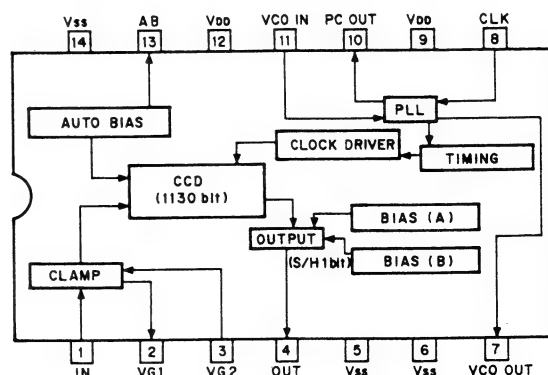 Vss AB VDD VCO IN PC OUT VDD CLK
14 13 12 11 10 9 8
PLL
AUTO BIAS
CLOCK DRIVER
TIMING
CCD
(1130 bit)
BIAS (A)
OUTPUT
(S/H 1bit)
BIAS (B)
CLAMP
1 2 3 4 5 6 7
IN VG1 VG2 OUT Vss Vss VCO OUT